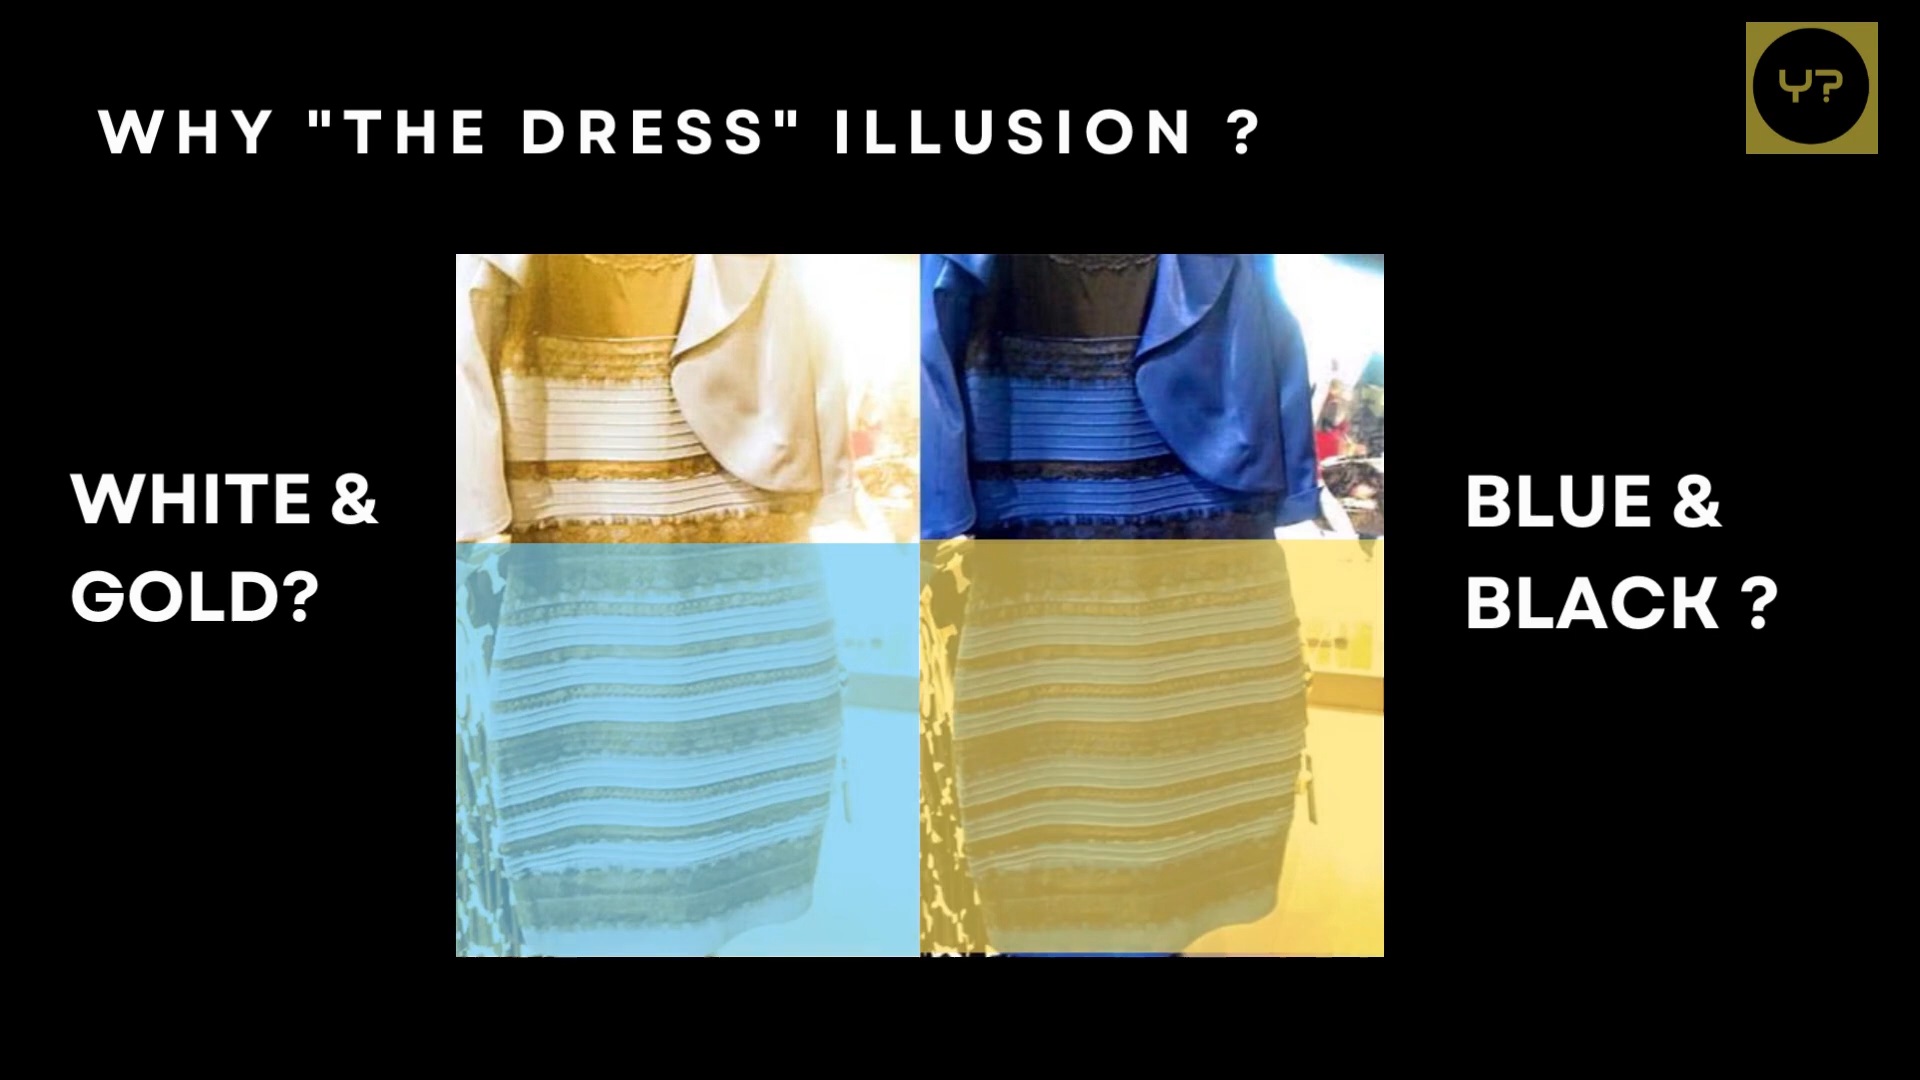 Y?
WHY "THE DRESS" ILLUSION ?
WHITE &
GOLD?
BLUE &
BLACK ?